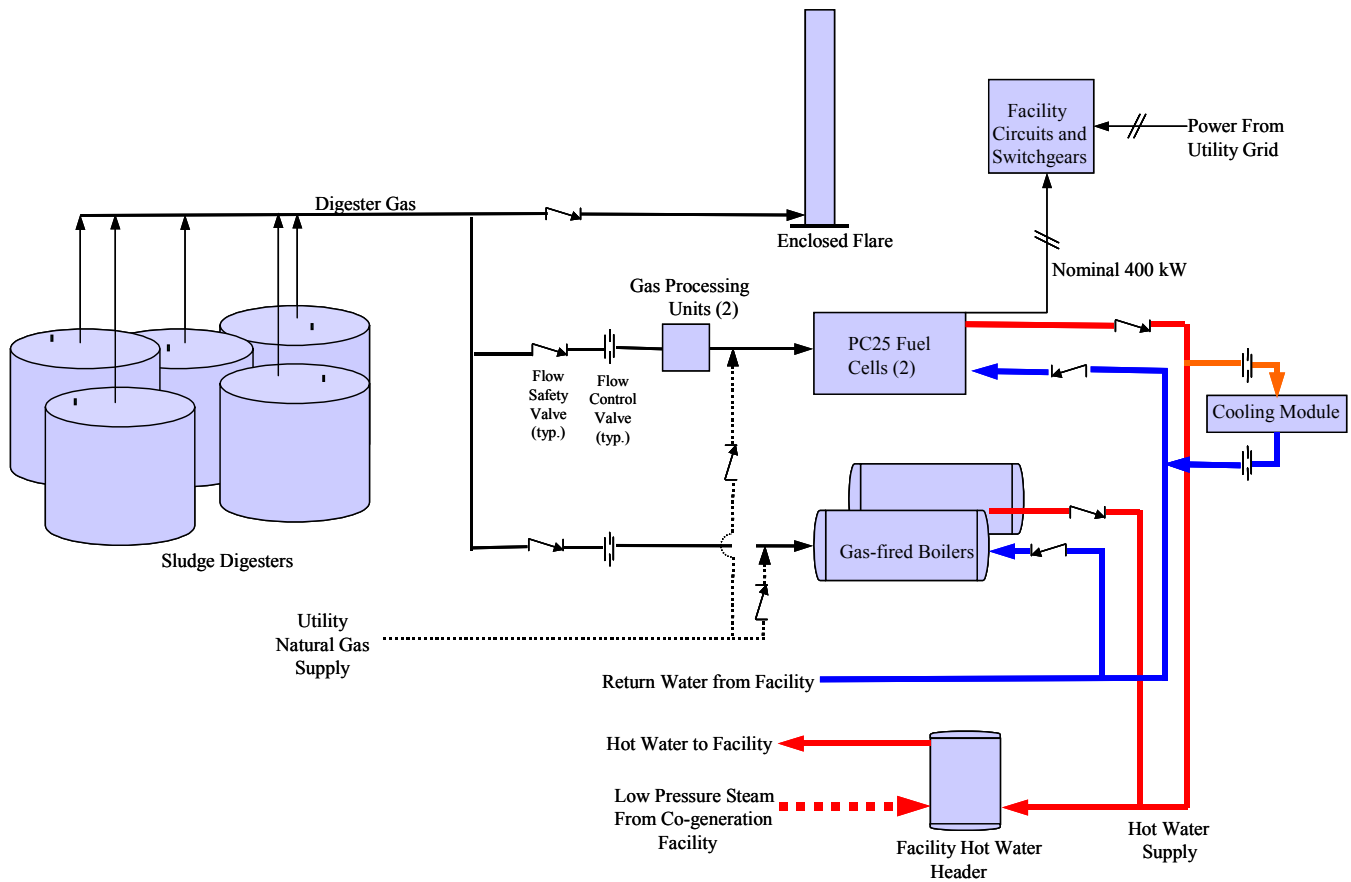 Facility
Circuits and
Switchgears
Power From
Utility Grid
Digester Gas
Enclosed Flare
Nominal 400 kW
Gas Processing
Units (2)
PC25 Fuel
Cells (2)
Flow
Safety
Valve
(typ.)
Flow
Control
Valve
(typ.)
Cooling Module
Sludge Digesters
Gas-fired Boilers
Utility
Natural Gas
Supply
Return Water from Facility
Hot Water to Facility
Low Pressure Steam
From Co-generation
Facility
Facility Hot Water
Header
Hot Water
Supply